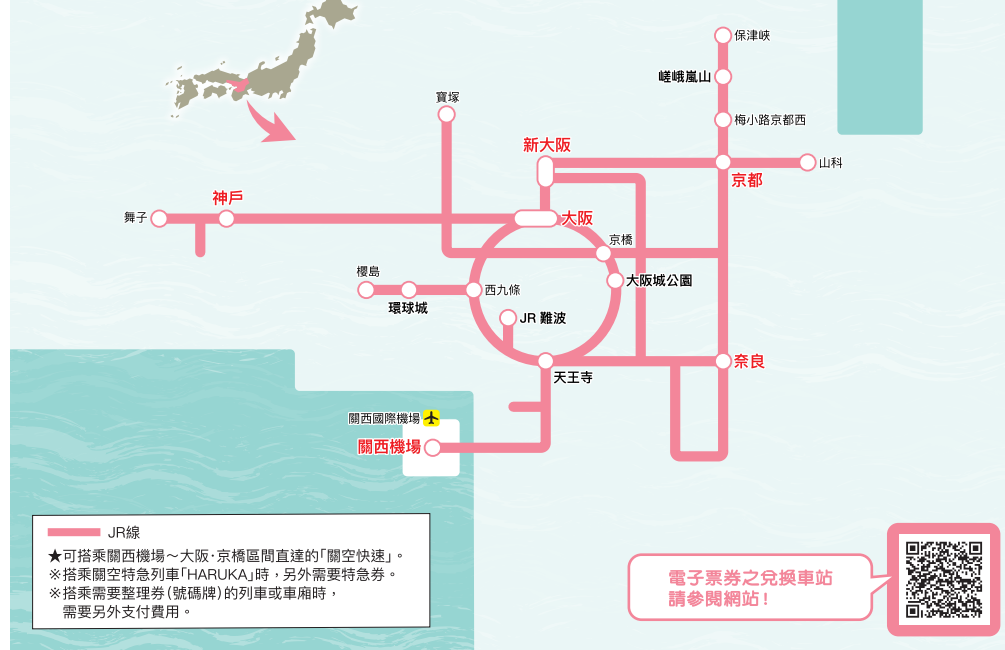 保津峽
嵯峨嵐山
寶塚
梅小路京都西
新大阪
山科
京都
神戶
舞子
大阪
京橋
櫻島
大阪城公園
西九條
環球城
JR 難波
奈良
天王寺
關西國際機場
關西機場
JR線
★可搭乘關西機場～大阪·京橋區間直達的「關空快速」。
※搭乘關空特急列車「HARUKA」時，另外需要特急券。
※搭乘需要整理券（號碼牌）的列車或車廂時，
需要另外支付費用。
電子票券之兌換車站
請參閱網站！